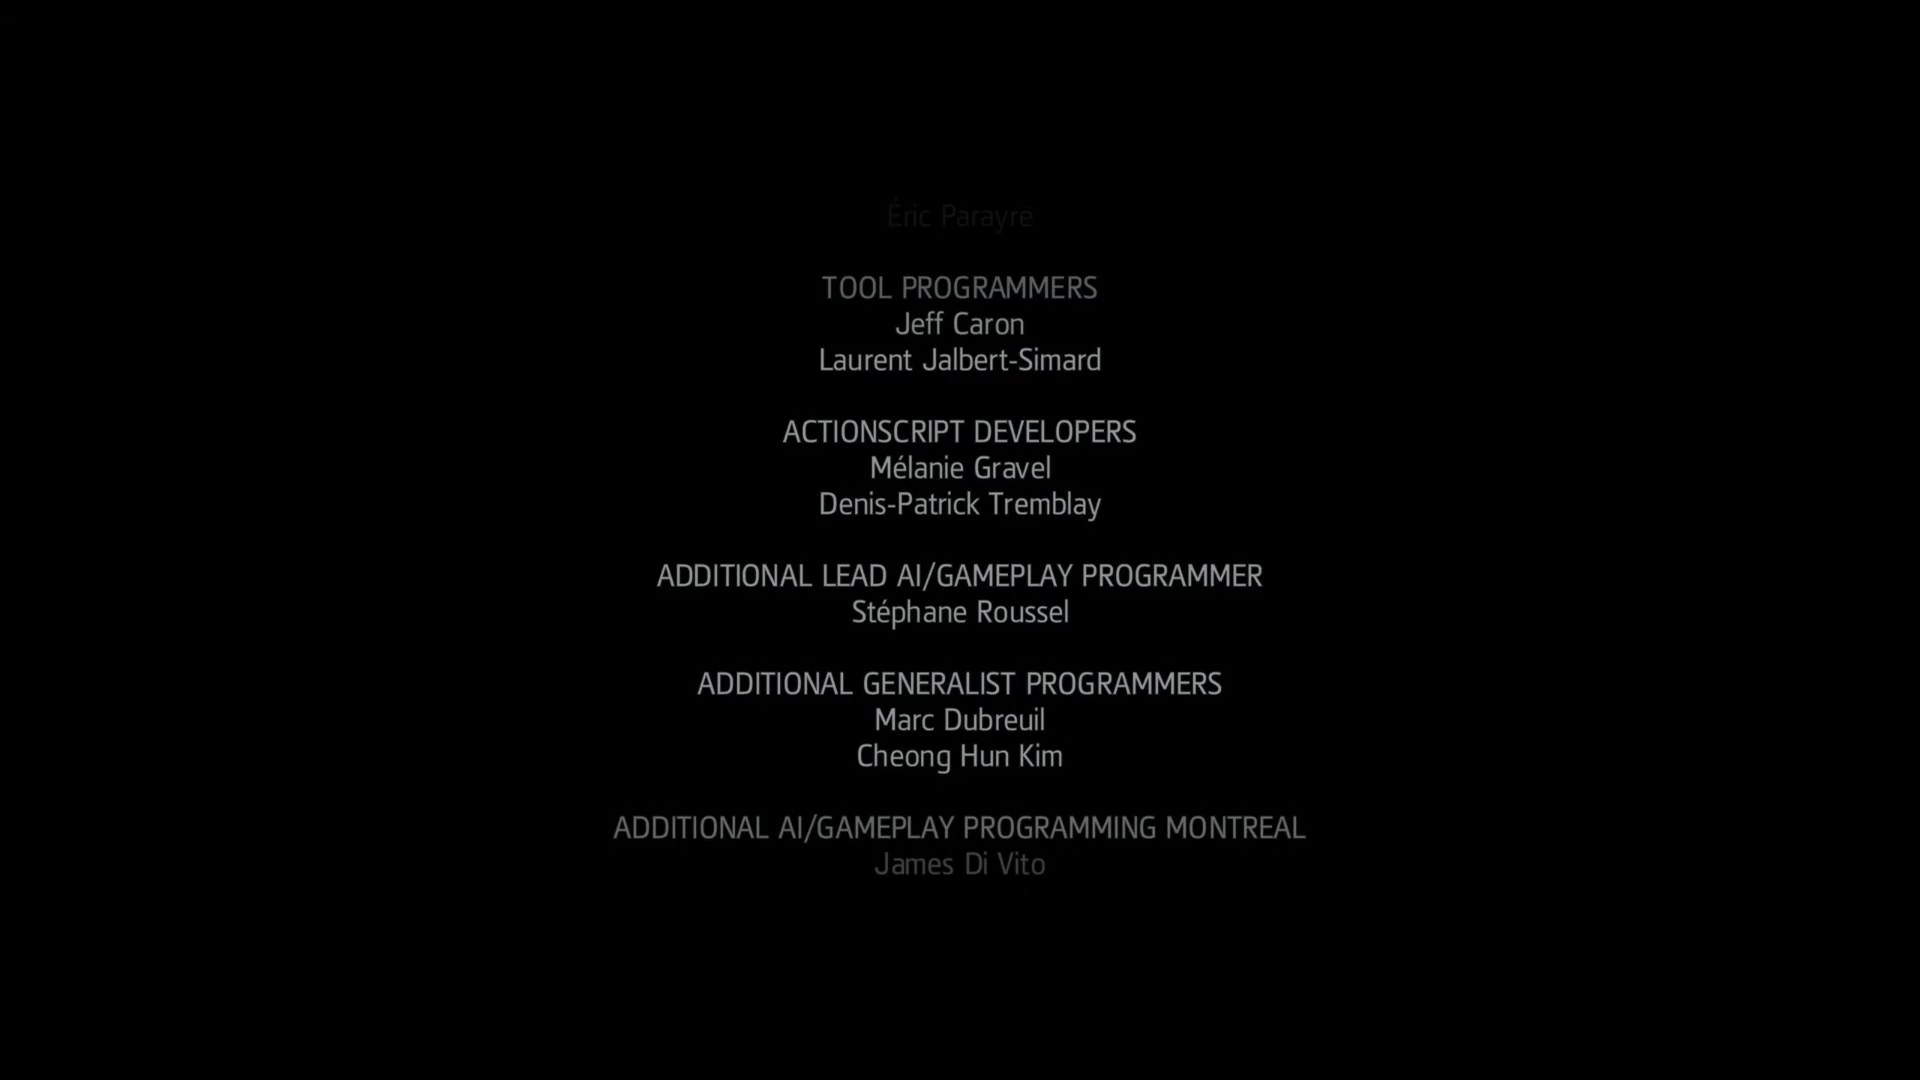 Éric Parayre
TOOL PROGRAMMERS
Jeff Caron
Laurent Jalbert-Simard
ACTIONSCRIPT DEVELOPERS
Mélanie Gravel
Denis-Patrick Tremblay
ADDITIONAL LEAD AI/GAMEPLAY PROGRAMMER
Stéphane Roussel
ADDITIONAL GENERALIST PROGRAMMERS
Marc Dubreuil
Cheong Hun Kim
ADDITIONAL AI/GAMEPLAY PROGRAMMING MONTREAL
James Di Vito